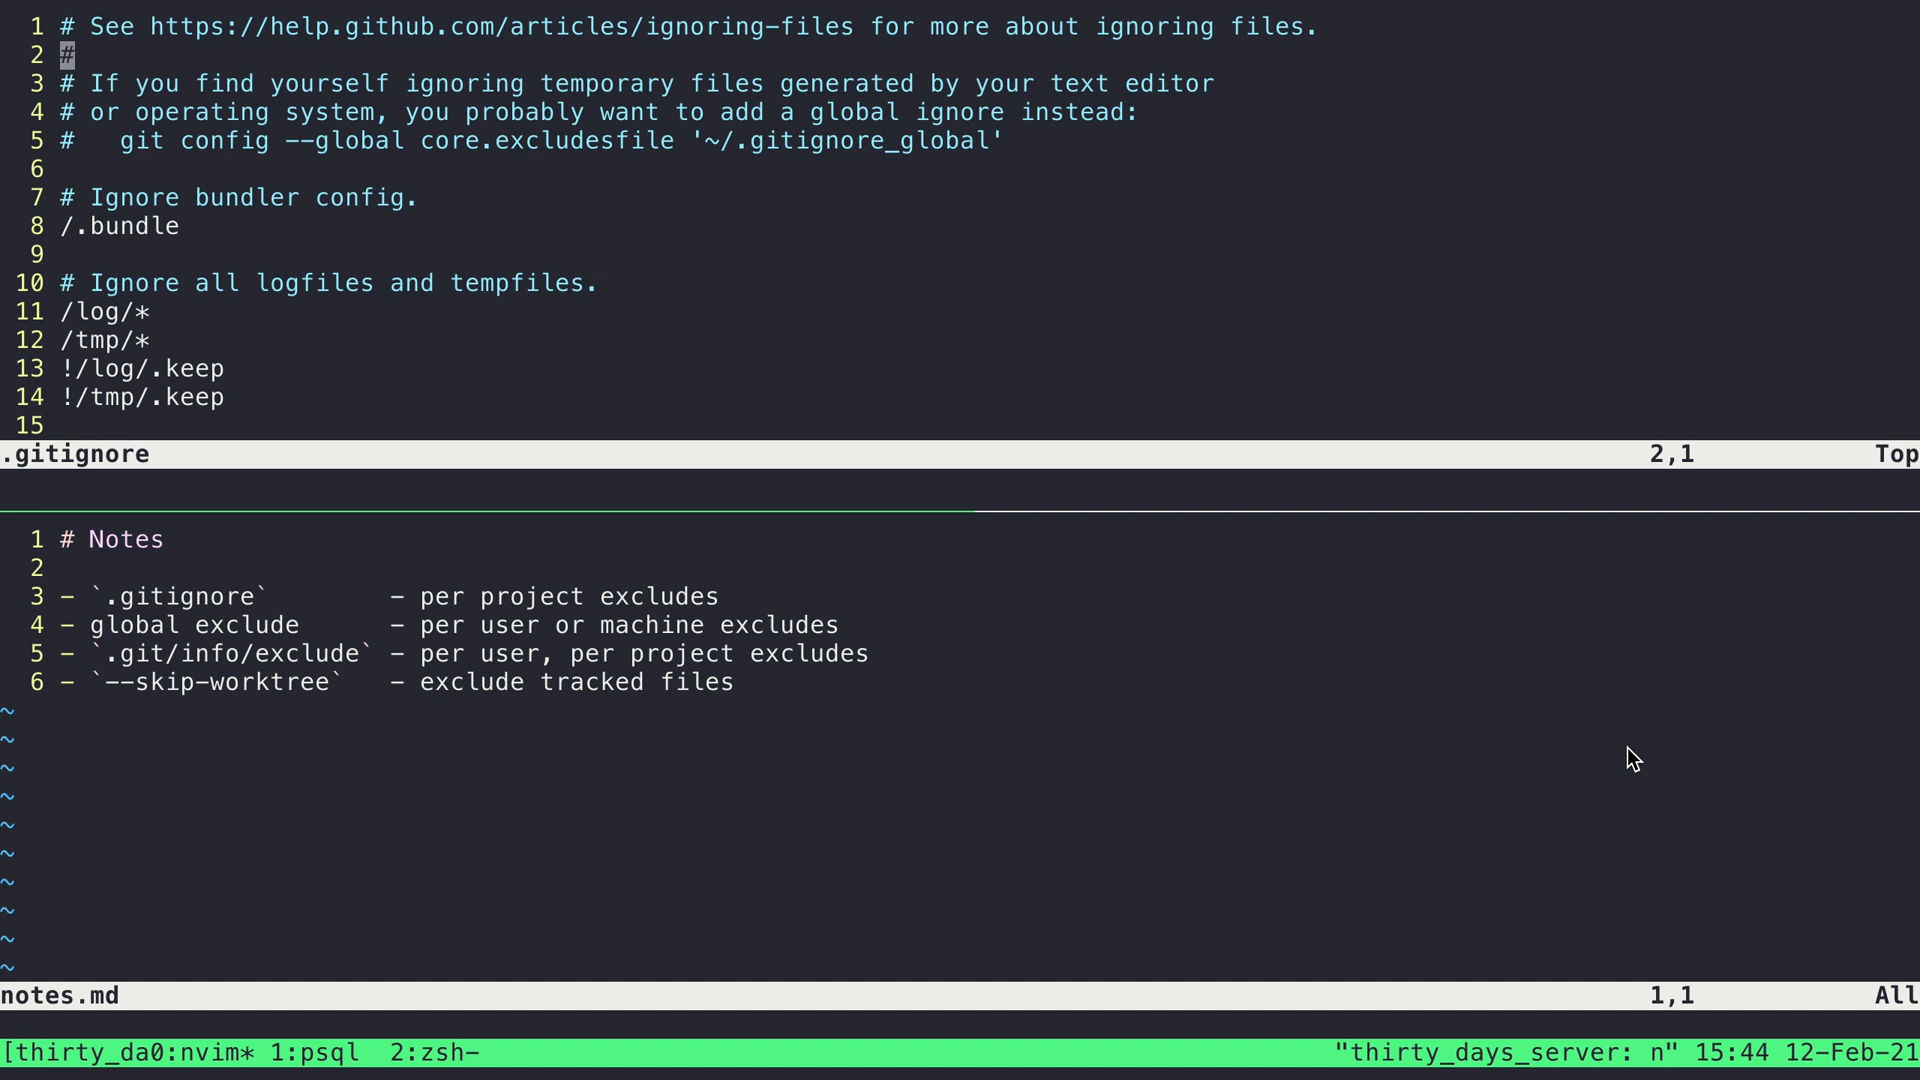 1 # See https://help.github.com/articles/ignoring-files for more about ignoring files.
2 #
3 # If you find yourself ignoring temporary files generated by your text editor
4 # or operating system, you probably want to add a global ignore instead:
5 #   git config --global core.excludesfile '~/.gitignore_global'
6
7 # Ignore bundler config.
8 /.bundle
9
10 # Ignore all logfiles and tempfiles.
11 /log/*
12 /tmp/*
13 !/log/.keep
14 !/tmp/.keep
15
.gitignore 2,1 Top
1 # Notes
2
3 - `.gitignore`        - per project excludes
4 - global exclude      - per user or machine excludes
5 - `.git/info/exclude` - per user, per project excludes
6 - `--skip-worktree`   - exclude tracked files
~
~
~
~
~
~
~
~
~
~
notes.md 1,1 All
[thirty_da0:nvim* 1:psql  2:zsh- "thirty_days_server: n" 15:44 12-Feb-21